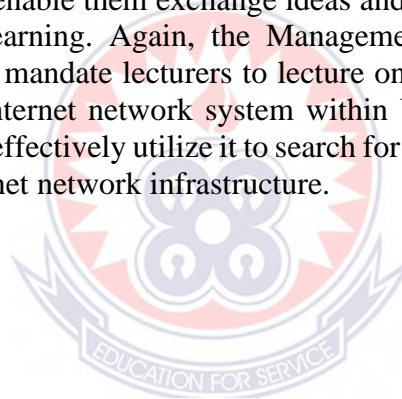 enable them exchange ideas and
earning. Again, the Manageme
mandate lecturers to lecture on
nternet network system within
effectively utilize it to search for
net network infrastructure.
EDUCATION FOR SERVICE